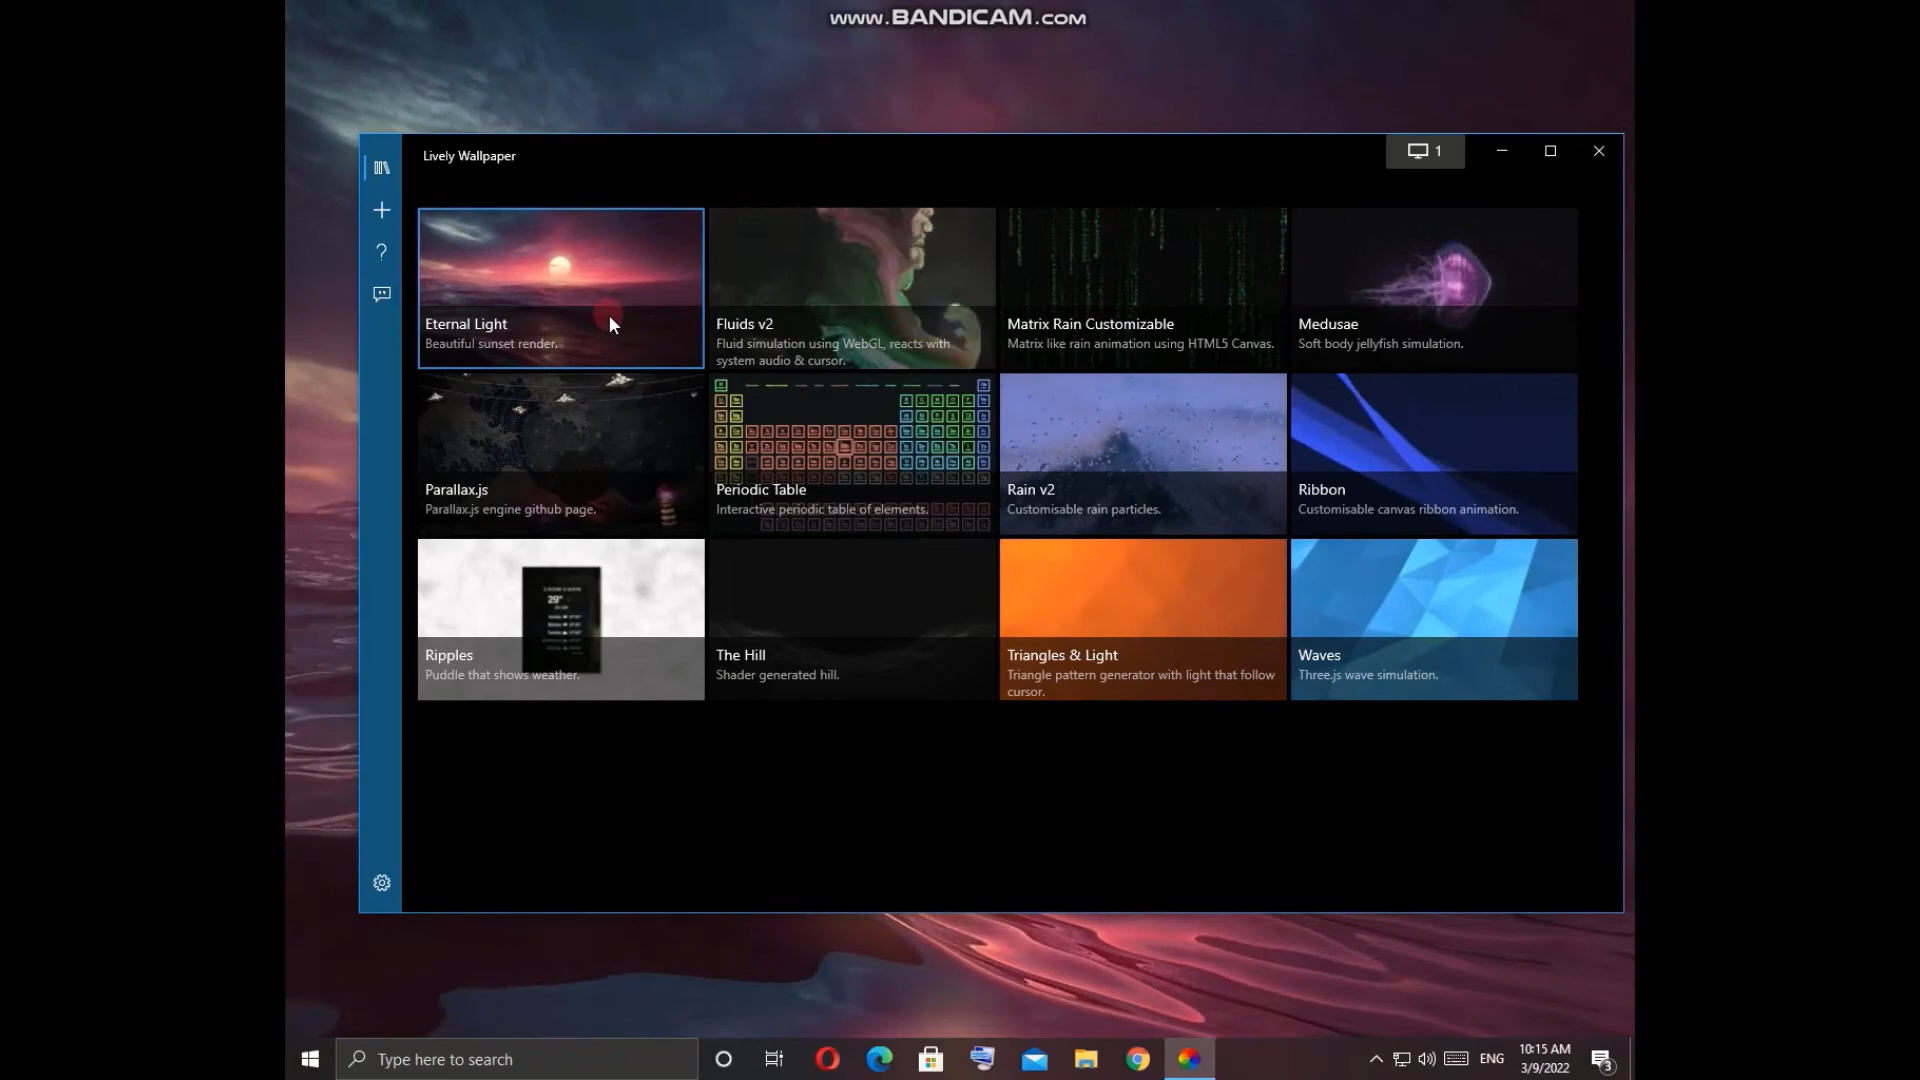 www.BANDICAM.com
Lively Wallpaper
1
Eternal Light
Beautiful sunset render.
Fluids v2
Fluid simulation using WebGL, reacts with
system audio & cursor.
Matrix Rain Customizable
Matrix like rain animation using HTML5 Canvas.
Medusae
Soft body jellyfish simulation.
Parallax.js
Parallax.js engine github page.
Periodic Table
Interactive periodic table of elements.
Rain v2
Customisable rain particles.
Ribbon
Customisable canvas ribbon animation.
29°
Ripples
Puddle that shows weather.
The Hill
Shader generated hill.
Triangles & Light
Triangle pattern generator with light that follow
cursor.
Waves
Three.js wave simulation.
Type here to search
ENG
10:15 AM
3/9/2022
3